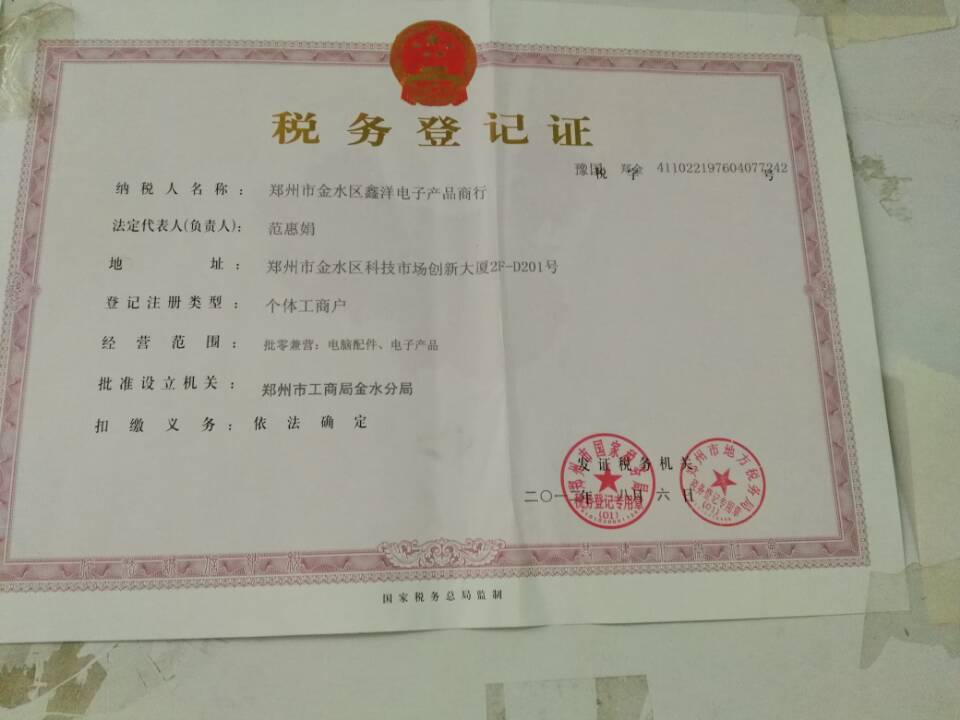 税务登记证
豫国 税 郑金 字 411022197604077242 号
纳税人名称： 郑州市金水区鑫洋电子产品商行
法定代表人(负责人)： 范惠娟
地 址： 郑州市金水区科技市场创新大厦2F-D201号
登记注册类型： 个体工商户
经营范围： 批零兼营：电脑配件、电子产品
批准设立机关： 郑州市工商局金水分局
扣缴义务： 依法确定
郑州市国家税务局
税务登记专用章
(01)
郑州市地方税务局
税务登记专用章
(01)
发证税务机关
二〇一二年 八月 六 日
国家税务总局监制